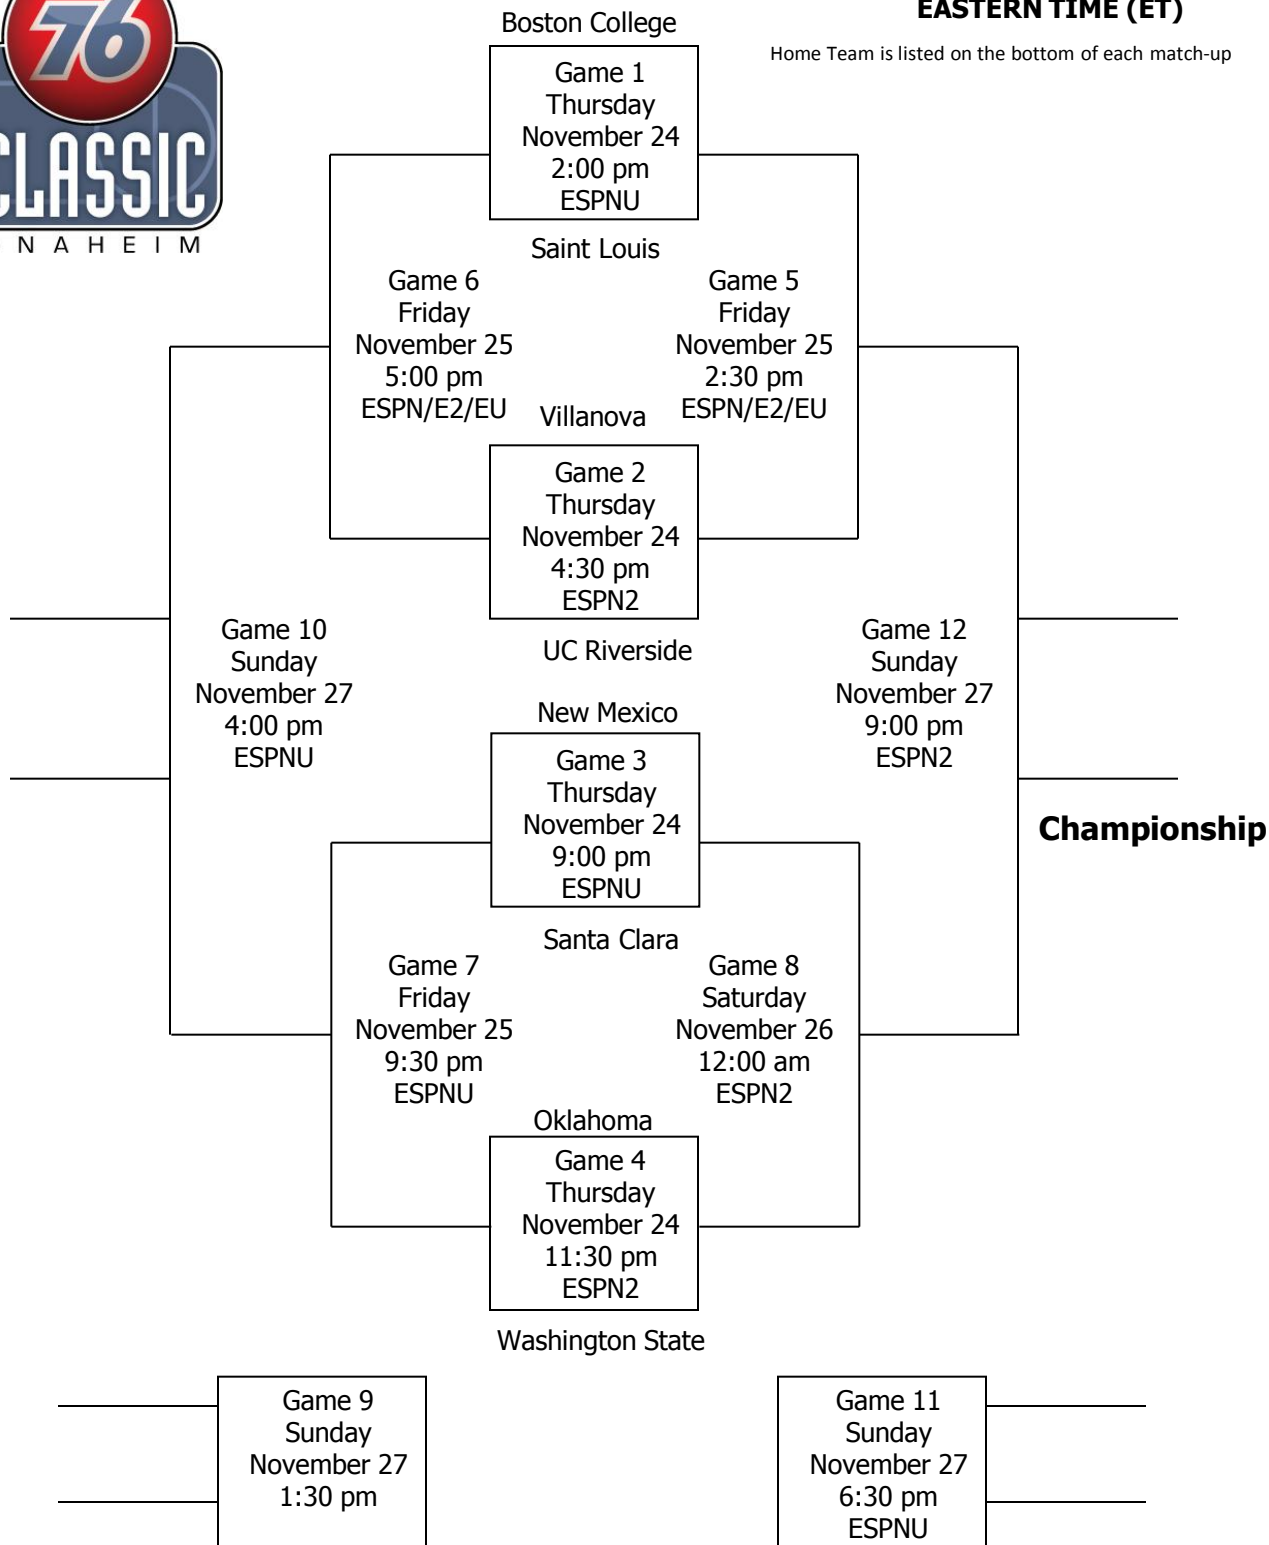 76
CLASSIC
NAHEIM
EASTERN TIME (ET)
Home Team is listed on the bottom of each match-up
Boston College
Game 1
Thursday
November 24
2:00 pm
ESPNU
Saint Louis
Game 6
Friday
November 25
5:00 pm
ESPN/E2/EU
Game 5
Friday
November 25
2:30 pm
ESPN/E2/EU
Villanova
Game 2
Thursday
November 24
4:30 pm
ESPN2
UC Riverside
Game 10
Sunday
November 27
4:00 pm
ESPNU
Game 12
Sunday
November 27
9:00 pm
ESPN2
Championship
New Mexico
Game 3
Thursday
November 24
9:00 pm
ESPNU
Santa Clara
Game 7
Friday
November 25
9:30 pm
ESPNU
Game 8
Saturday
November 26
12:00 am
ESPN2
Oklahoma
Game 4
Thursday
November 24
11:30 pm
ESPN2
Washington State
Game 9
Sunday
November 27
1:30 pm
Game 11
Sunday
November 27
6:30 pm
ESPNU